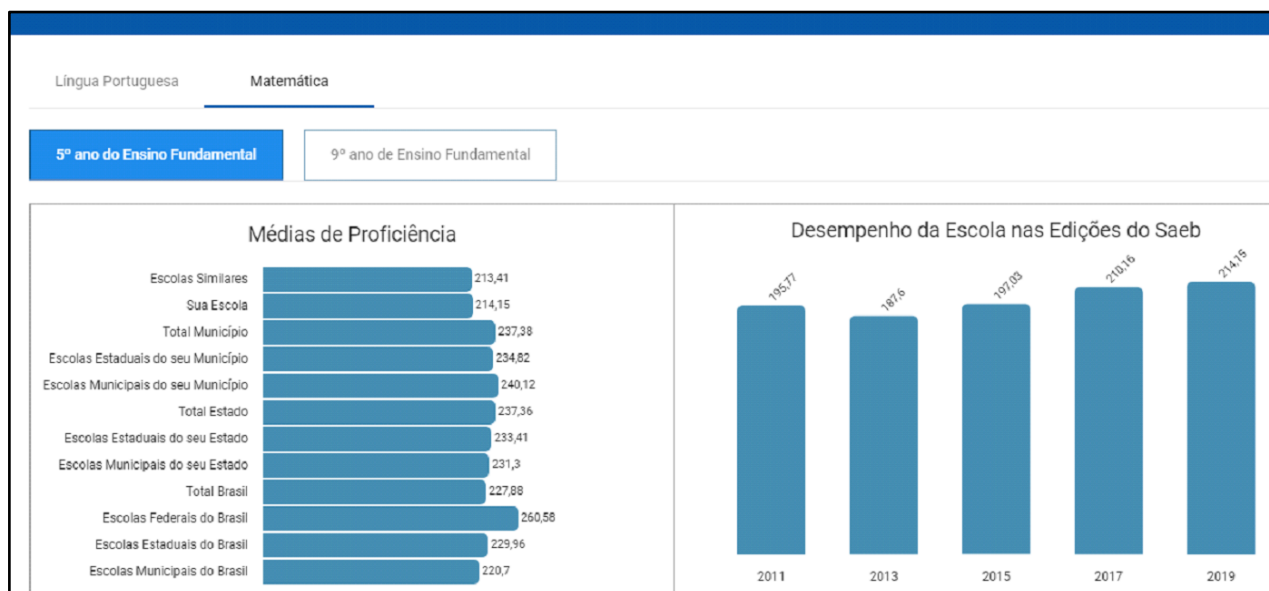 Língua Portuguesa Matemática
5º ano do Ensino Fundamental 9º ano de Ensino Fundamental
Médias de Proficiência
Escolas Similares 213,41
Sua Escola 214,15
Total Município 237,38
Escolas Estaduais do seu Município 234,82
Escolas Municipais do seu Município 240,12
Total Estado 237,36
Escolas Estaduais do seu Estado 233,41
Escolas Municipais do seu Estado 231,3
Total Brasil 227,88
Escolas Federais do Brasil 260,58
Escolas Estaduais do Brasil 229,96
Escolas Municipais do Brasil 220,7
Desempenho da Escola nas Edições do Saeb
195,77 187,6 197,03 210,16 214,15
2011 2013 2015 2017 2019